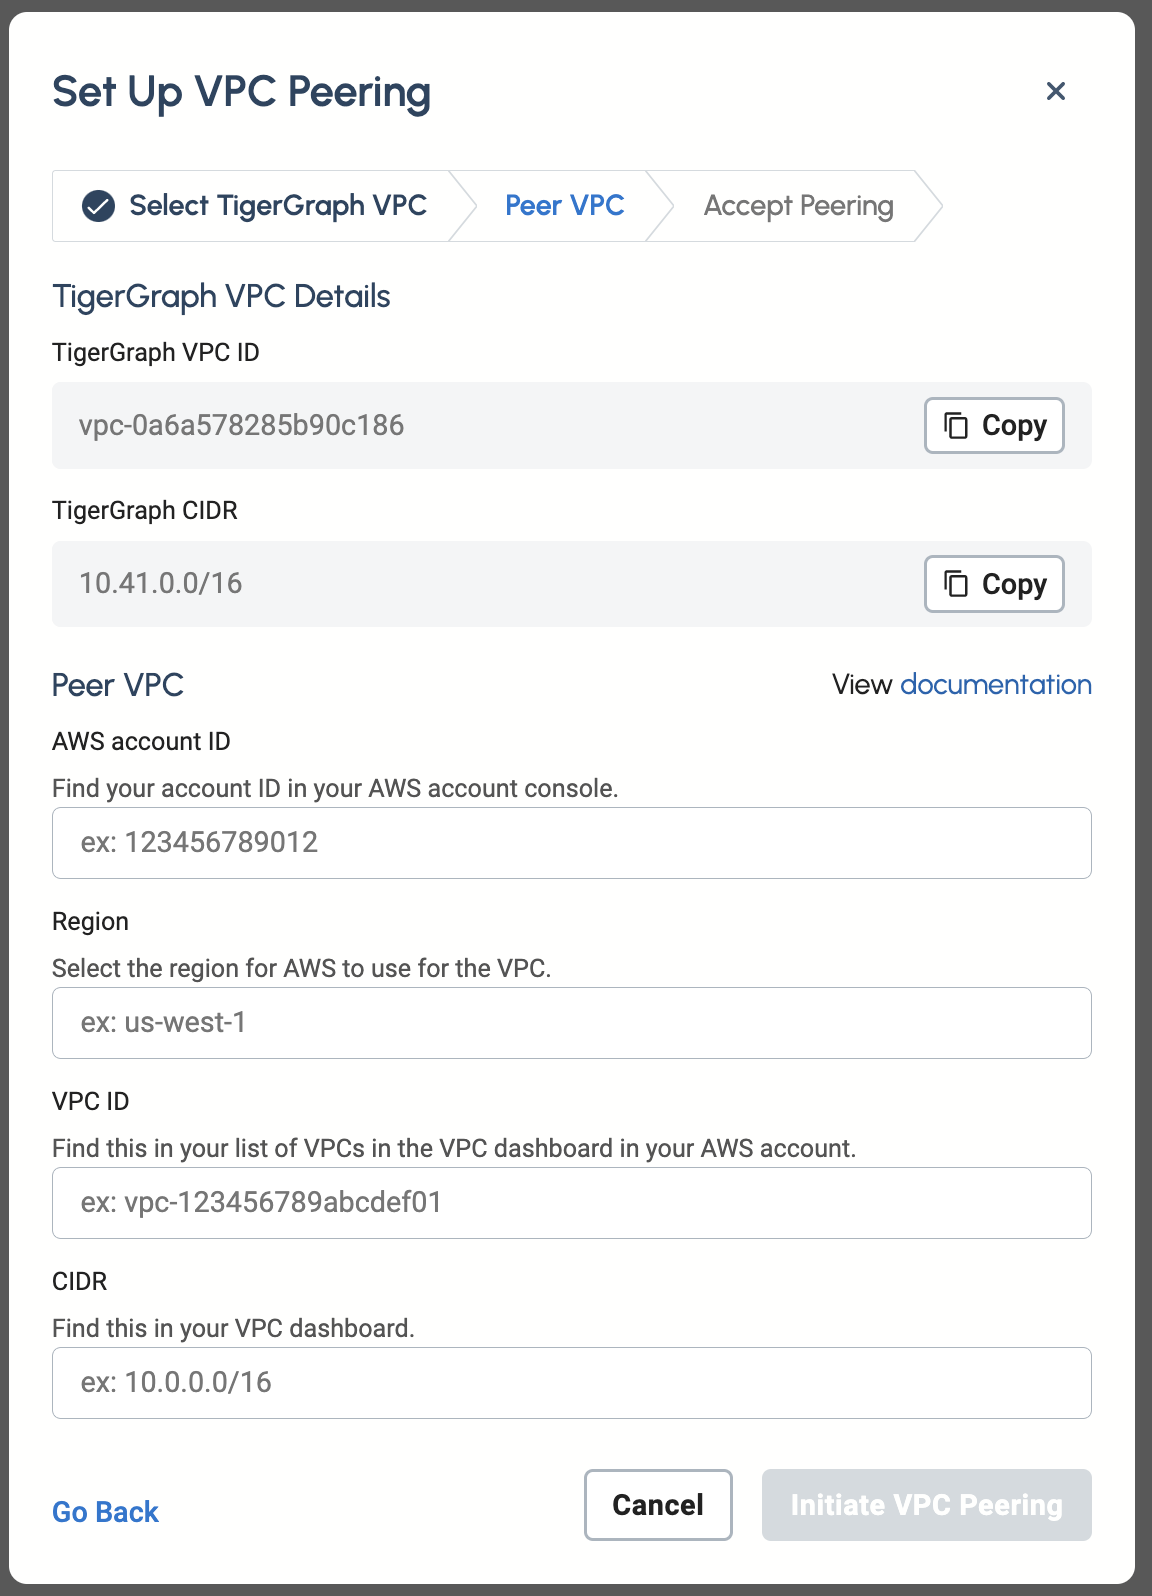 Set Up VPC Peering
Select TigerGraph VPC
Peer VPC
Accept Peering
TigerGraph VPC Details
TigerGraph VPC ID
vpc-0a6a578285b90c186
Copy
TigerGraph CIDR
10.41.0.0/16
Copy
Peer VPC
View documentation
AWS account ID
Find your account ID in your AWS account console.
ex: 123456789012
Region
Select the region for AWS to use for the VPC.
ex: us-west-1
VPC ID
Find this in your list of VPCs in the VPC dashboard in your AWS account.
ex: vpc-123456789abcdef01
CIDR
Find this in your VPC dashboard.
ex: 10.0.0.0/16
Go Back
Cancel
Initiate VPC Peering